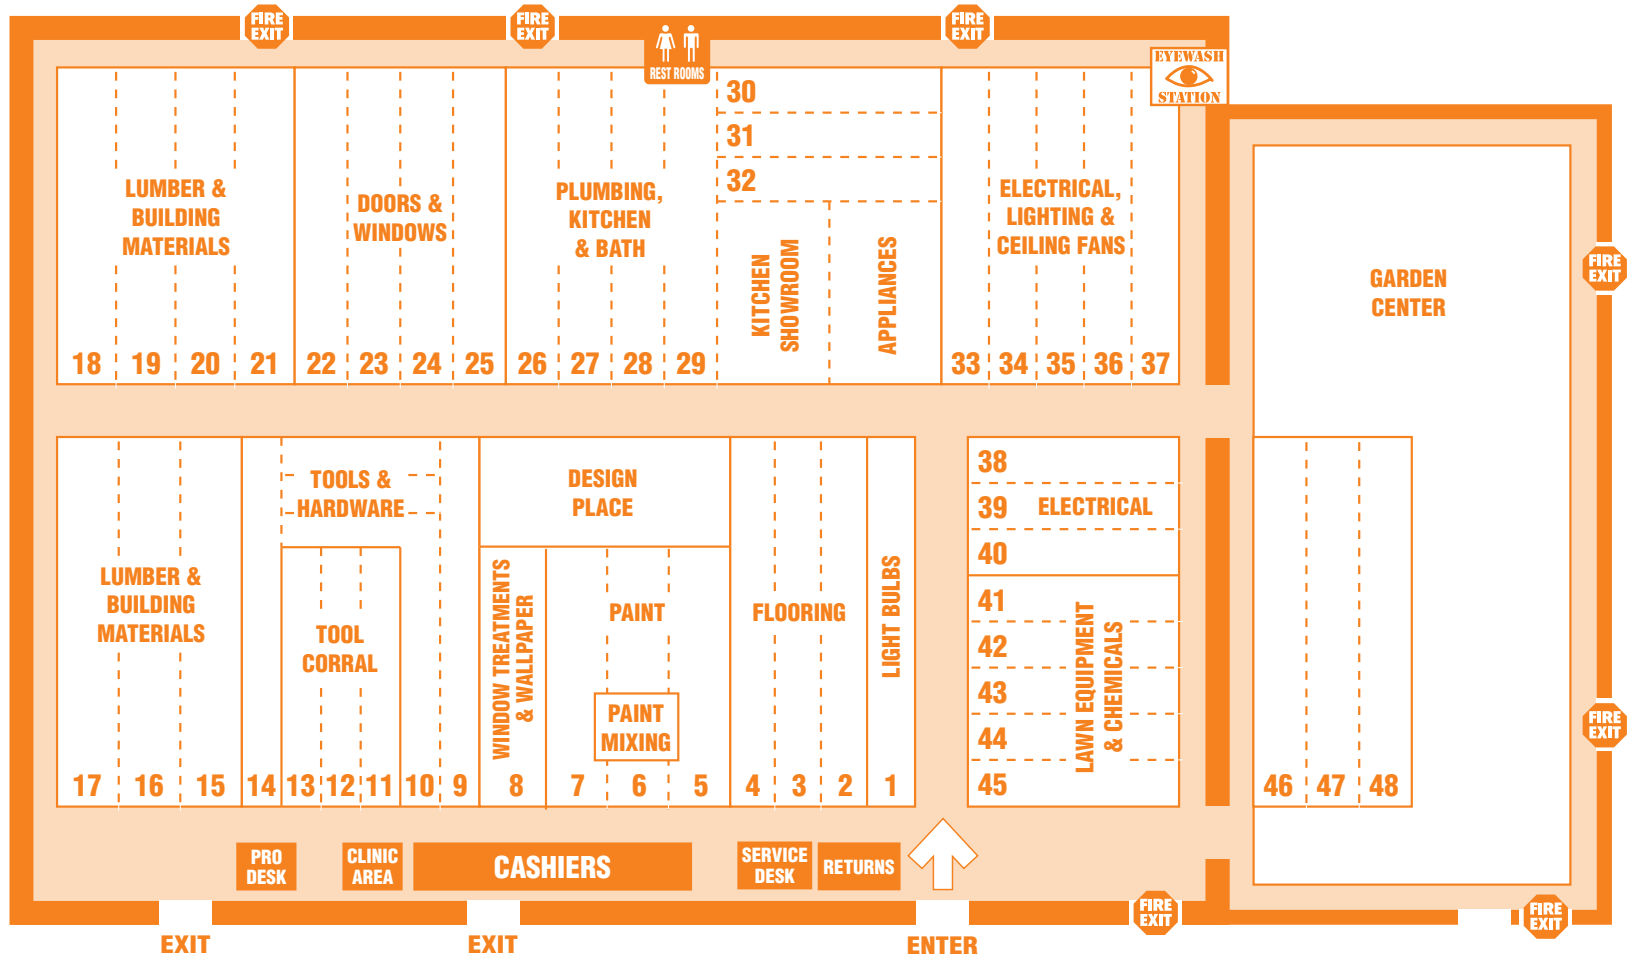 FIRE
EXIT
FIRE
EXIT
FIRE
EXIT
REST ROOMS
EYEWASH
STATION
30
31
32
LUMBER &
BUILDING
MATERIALS
DOORS &
WINDOWS
PLUMBING,
KITCHEN
& BATH
KITCHEN
SHOWROOM
APPLIANCES
ELECTRICAL,
LIGHTING &
CEILING FANS
GARDEN
CENTER
FIRE
EXIT
18 19 20 21 22 23 24 25 26 27 28 29 33 34 35 36 37
TOOLS &
HARDWARE
DESIGN
PLACE
38
39 ELECTRICAL
40
LUMBER &
BUILDING
MATERIALS
TOOL
CORRAL
WINDOW TREATMENTS
& WALLPAPER
PAINT
PAINT
MIXING
FLOORING
LIGHT BULBS
41
42
43
44
45
LAWN EQUIPMENT
& CHEMICALS
FIRE
EXIT
17 16 15 14 13 12 11 10 9 8 7 6 5 4 3 2 1
46 47 48
PRO
DESK
CLINIC
AREA
CASHIERS
SERVICE
DESK
RETURNS
FIRE
EXIT
FIRE
EXIT
EXIT
EXIT
ENTER